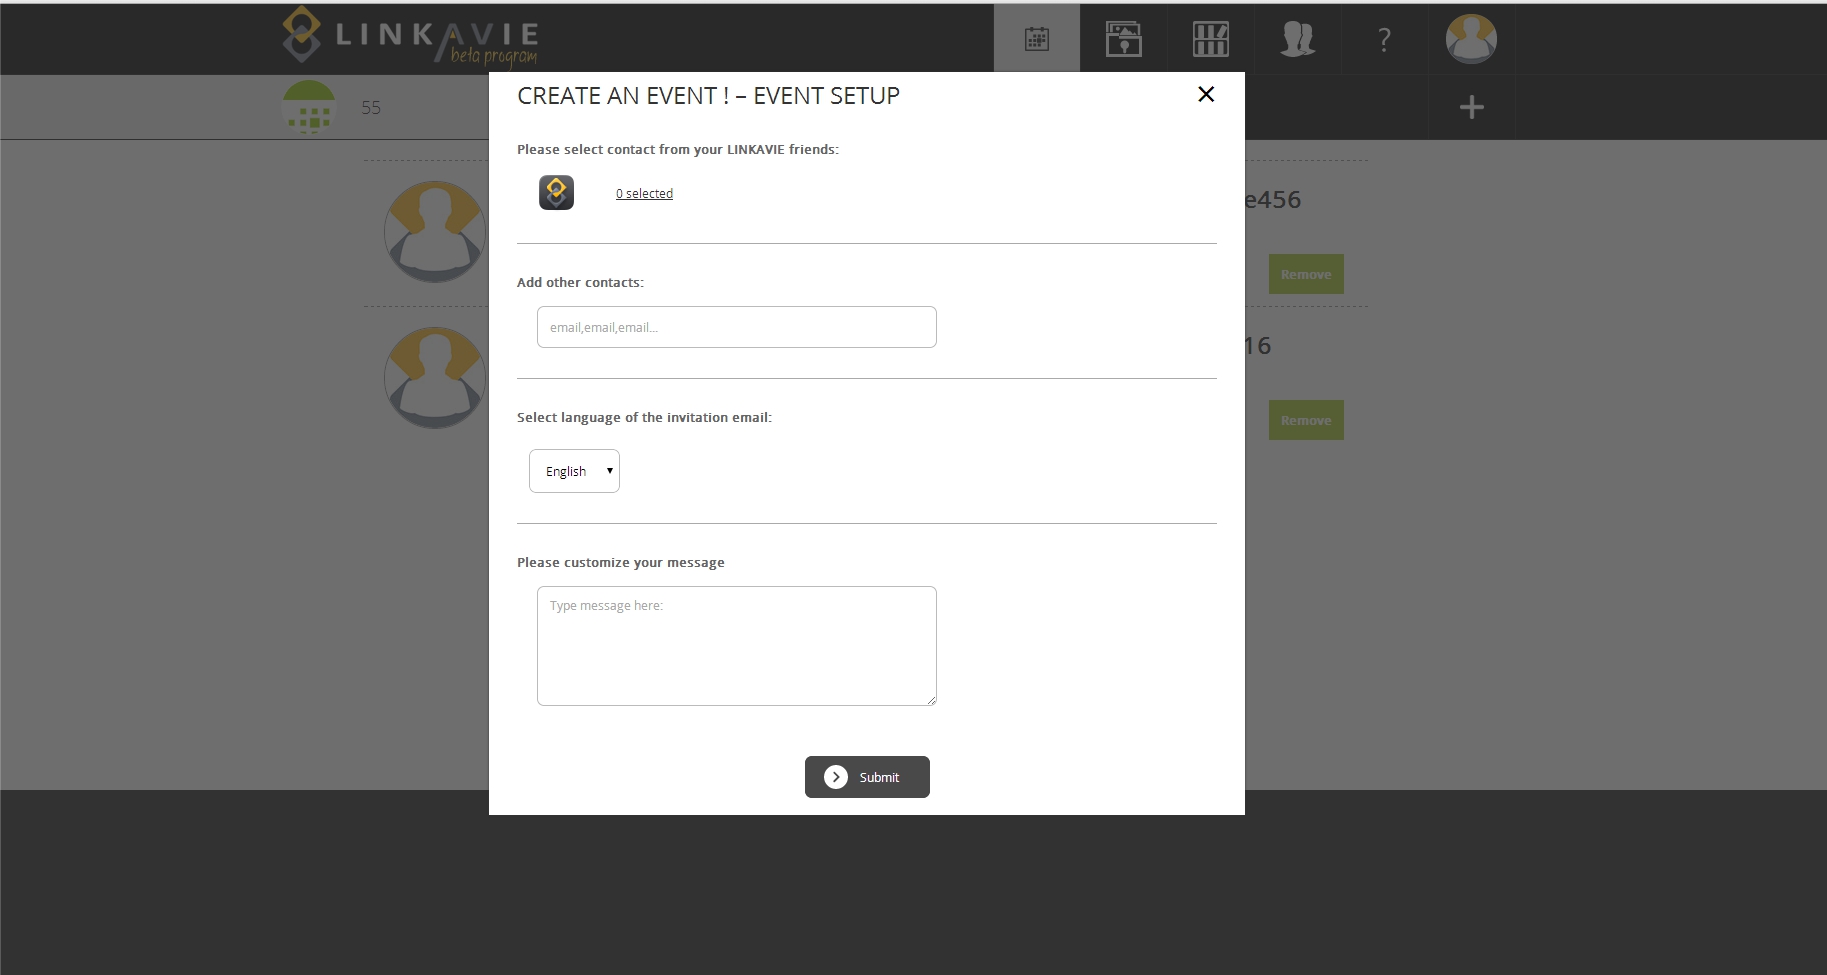 LINKAVIE
beta program
?
55
CREATE AN EVENT ! – EVENT SETUP
Please select contact from your LINKAVIE friends:
0 selected
e456
Remove
Add other contacts:
email,email,email...
16
Remove
Select language of the invitation email:
English
Please customize your message
Type message here:
Submit